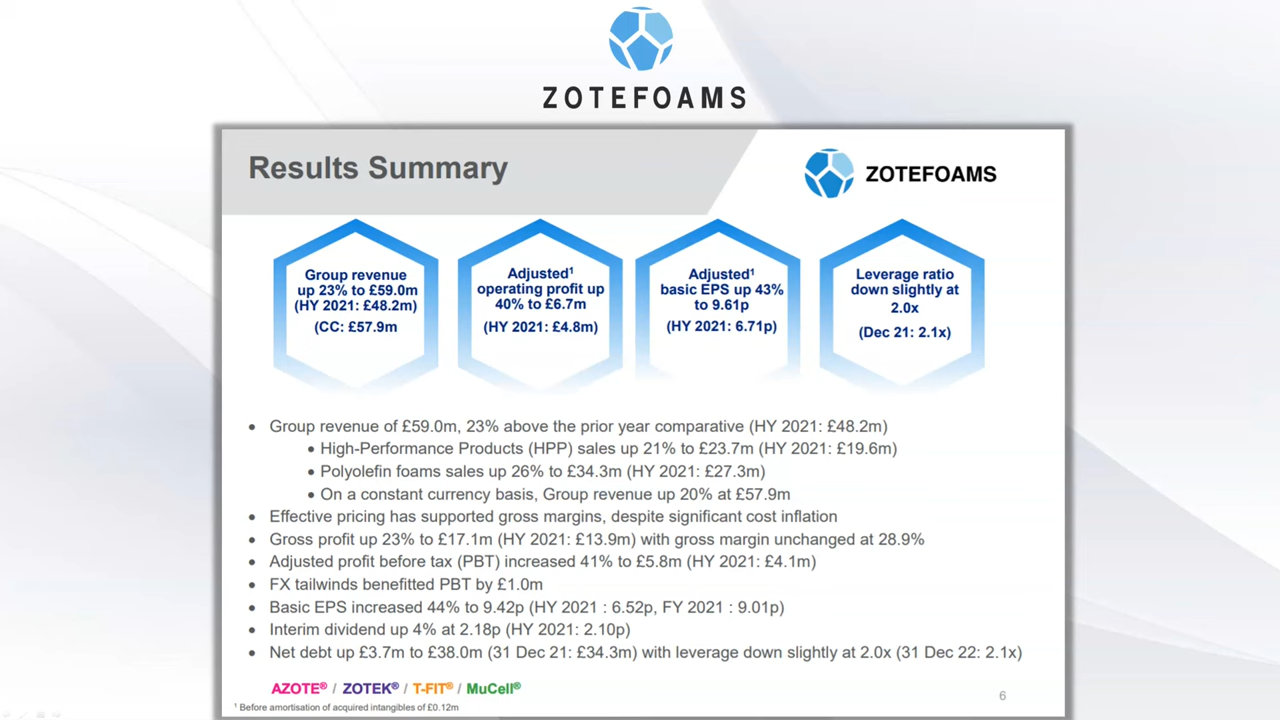 ZOTEFOAMS
Results Summary
ZOTEFOAMS
Group revenue
up 23% to £59.0m
(HY 2021: £48.2m)
(CC: £57.9m
Adjusted¹
operating profit up
40% to £6.7m
(HY 2021: £4.8m)
Adjusted¹
basic EPS up 43%
to 9.61p
(HY 2021: 6.71p)
Leverage ratio
down slightly at
2.0x
(Dec 21: 2.1x)
• Group revenue of £59.0m, 23% above the prior year comparative (HY 2021: £48.2m)
• High-Performance Products (HPP) sales up 21% to £23.7m (HY 2021: £19.6m)
• Polyolefin foams sales up 26% to £34.3m (HY 2021: £27.3m)
• On a constant currency basis, Group revenue up 20% at £57.9m
• Effective pricing has supported gross margins, despite significant cost inflation
• Gross profit up 23% to £17.1m (HY 2021: £13.9m) with gross margin unchanged at 28.9%
• Adjusted profit before tax (PBT) increased 41% to £5.8m (HY 2021: £4.1m)
• FX tailwinds benefitted PBT by £1.0m
• Basic EPS increased 44% to 9.42p (HY 2021 : 6.52p, FY 2021 : 9.01p)
• Interim dividend up 4% at 2.18p (HY 2021: 2.10p)
• Net debt up £3.7m to £38.0m (31 Dec 21: £34.3m) with leverage down slightly at 2.0x (31 Dec 22: 2.1x)
AZOTE® / ZOTEK® / T-FIT® / MuCell®
6
¹ Before amortisation of acquired intangibles of £0.12m